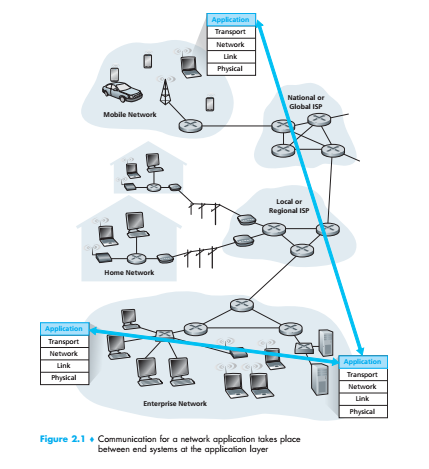 Application
Transport
Network
Link
Physical
National or
Global ISP
Mobile Network
Local or
Regional ISP
Home Network
Application
Transport
Network
Link
Physical
Application
Transport
Network
Link
Physical
Enterprise Network
Figure 2.1 ♦ Communication for a network application takes place
between end systems at the application layer